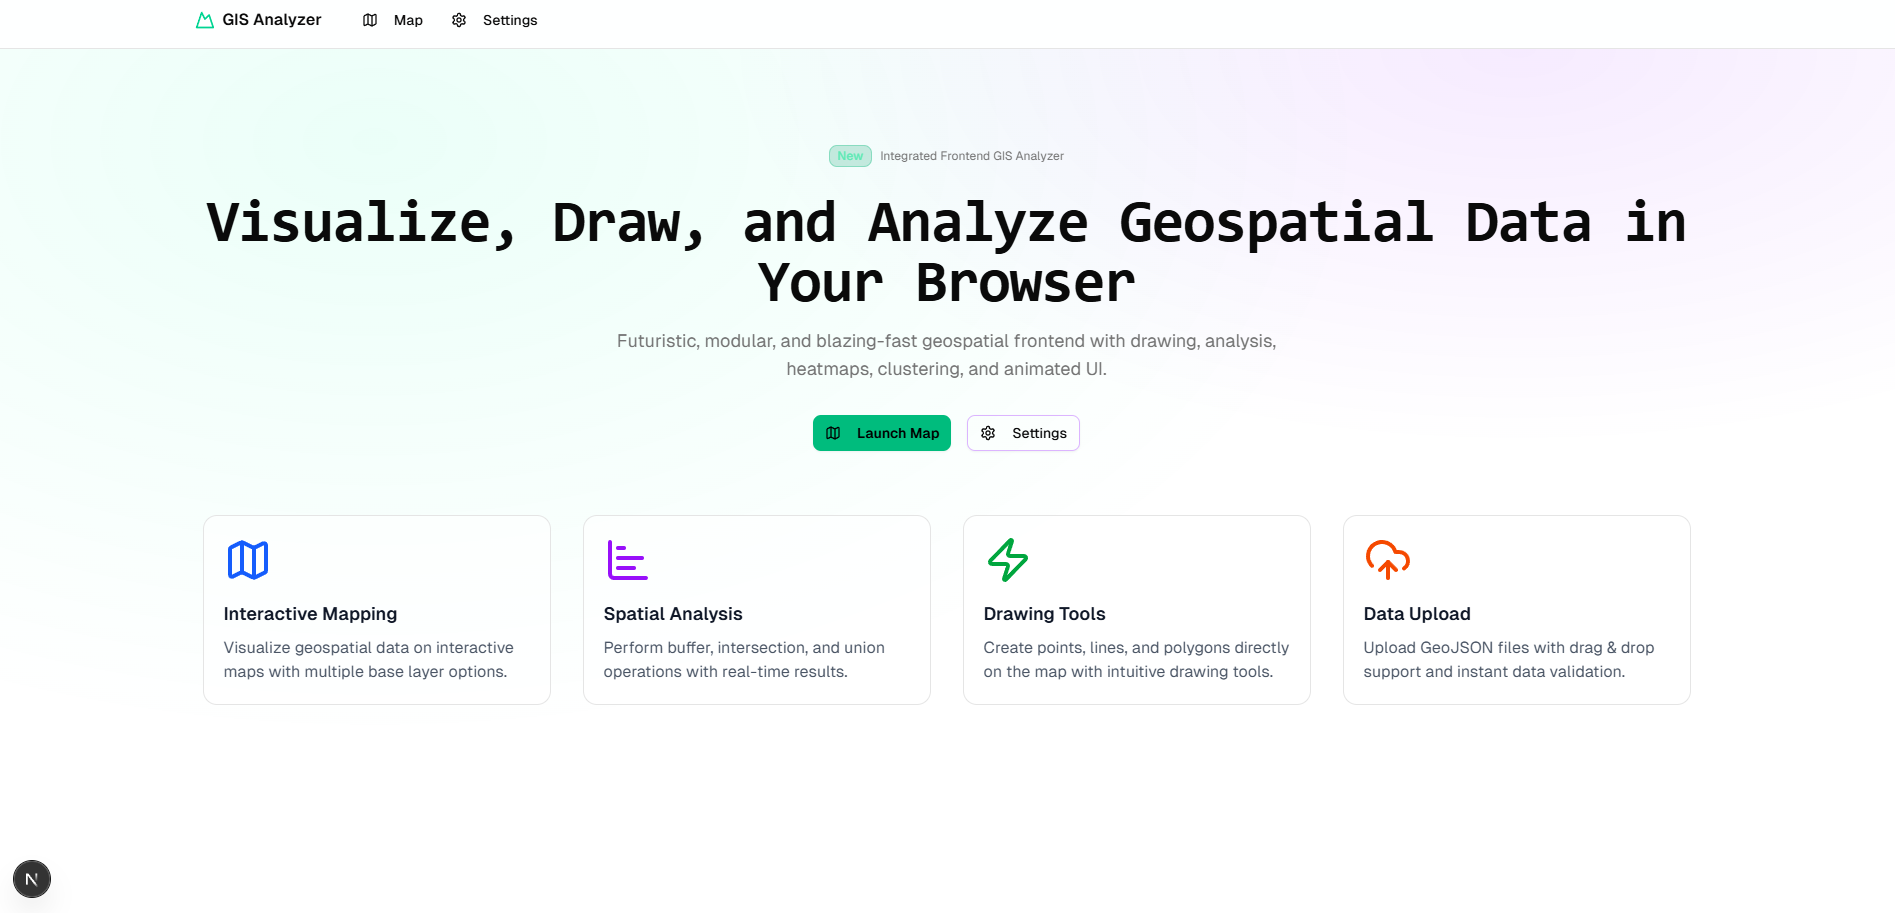 GIS Analyzer
Map
Settings
New
Integrated Frontend GIS Analyzer
Visualize, Draw, and Analyze Geospatial Data in
Your Browser
Futuristic, modular, and blazing-fast geospatial frontend with drawing, analysis,
heatmaps, clustering, and animated UI.
Launch Map
Settings
Interactive Mapping
Visualize geospatial data on interactive
maps with multiple base layer options.
Spatial Analysis
Perform buffer, intersection, and union
operations with real-time results.
Drawing Tools
Create points, lines, and polygons directly
on the map with intuitive drawing tools.
Data Upload
Upload GeoJSON files with drag & drop
support and instant data validation.
N